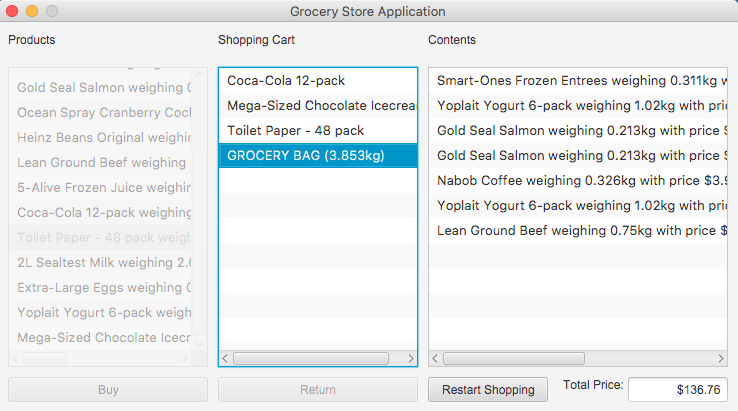 Grocery Store Application
Products
Shopping Cart
Contents
Gold Seal Salmon weighing
Ocean Spray Cranberry Cock
Heinz Beans Original weighing
Lean Ground Beef weighing
5-Alive Frozen Juice weighing
Coca-Cola 12-pack weighing
Toilet Paper - 48 pack weigh
2L Sealtest Milk weighing 2.0
Extra-Large Eggs weighing 0
Yoplait Yogurt 6-pack weigh
Mega-Sized Chocolate Icecr
Coca-Cola 12-pack
Mega-Sized Chocolate Icecrea
Toilet Paper - 48 pack
GROCERY BAG (3.853kg)
Smart-Ones Frozen Entrees weighing 0.311kg w
Yoplait Yogurt 6-pack weighing 1.02kg with pric
Gold Seal Salmon weighing 0.213kg with price $
Gold Seal Salmon weighing 0.213kg with price $
Nabob Coffee weighing 0.326kg with price $3.9
Yoplait Yogurt 6-pack weighing 1.02kg with pric
Lean Ground Beef weighing 0.75kg with price $
Buy
Return
Restart Shopping
Total Price:
$136.76